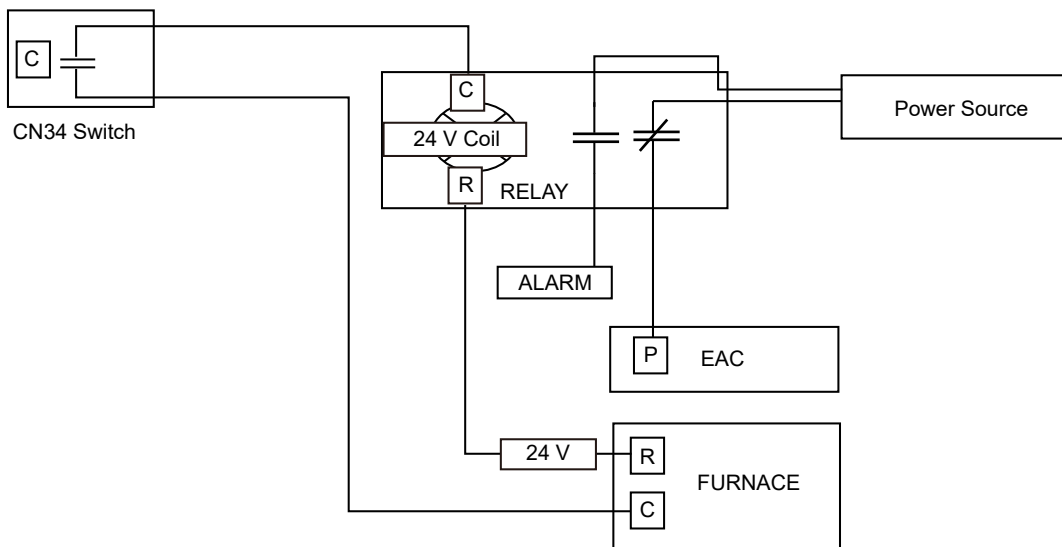 C
CN34 Switch
C
24 V Coil
R
RELAY
Power Source
ALARM
P
EAC
24 V
R
FURNACE
C